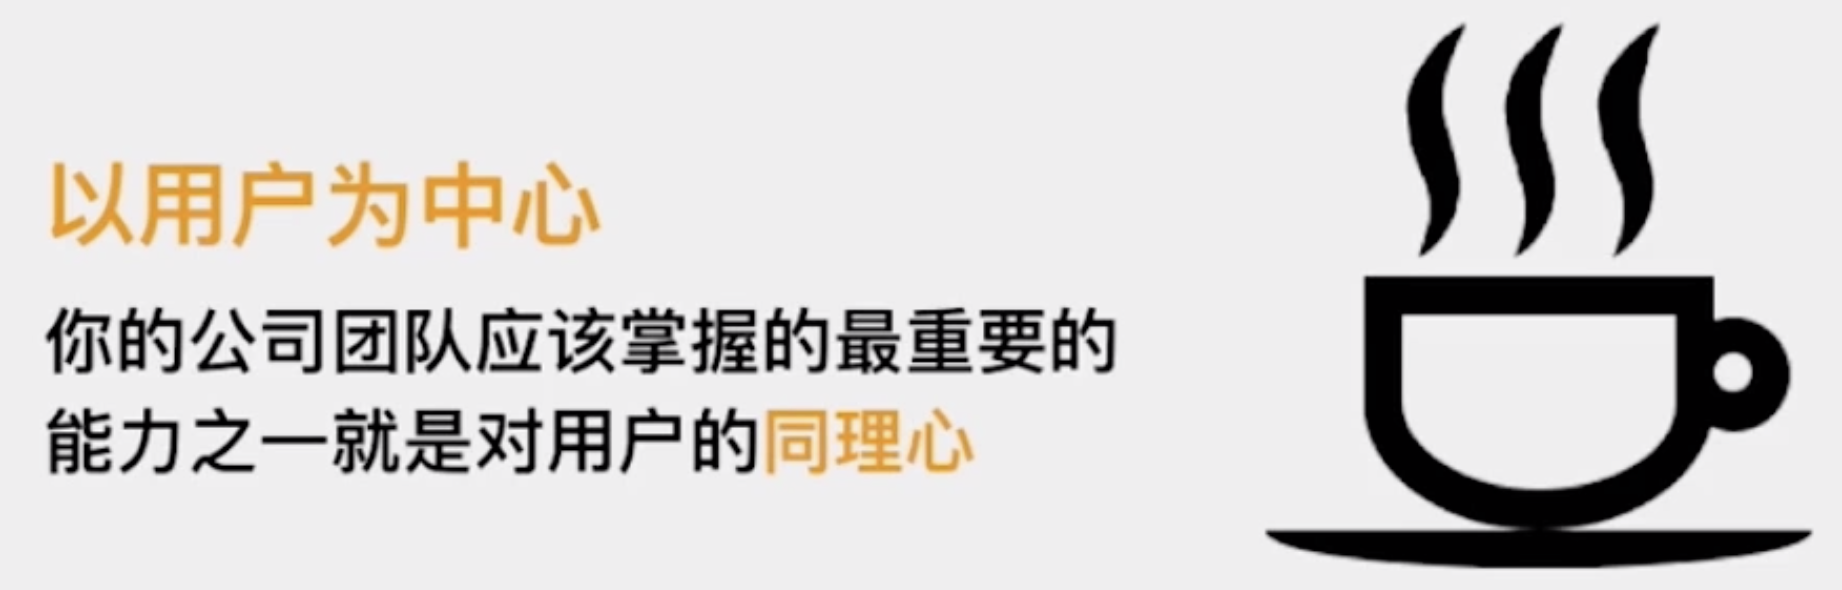 以用户为中心
你的公司团队应该掌握的最重要的
能力之一就是对用户的同理心